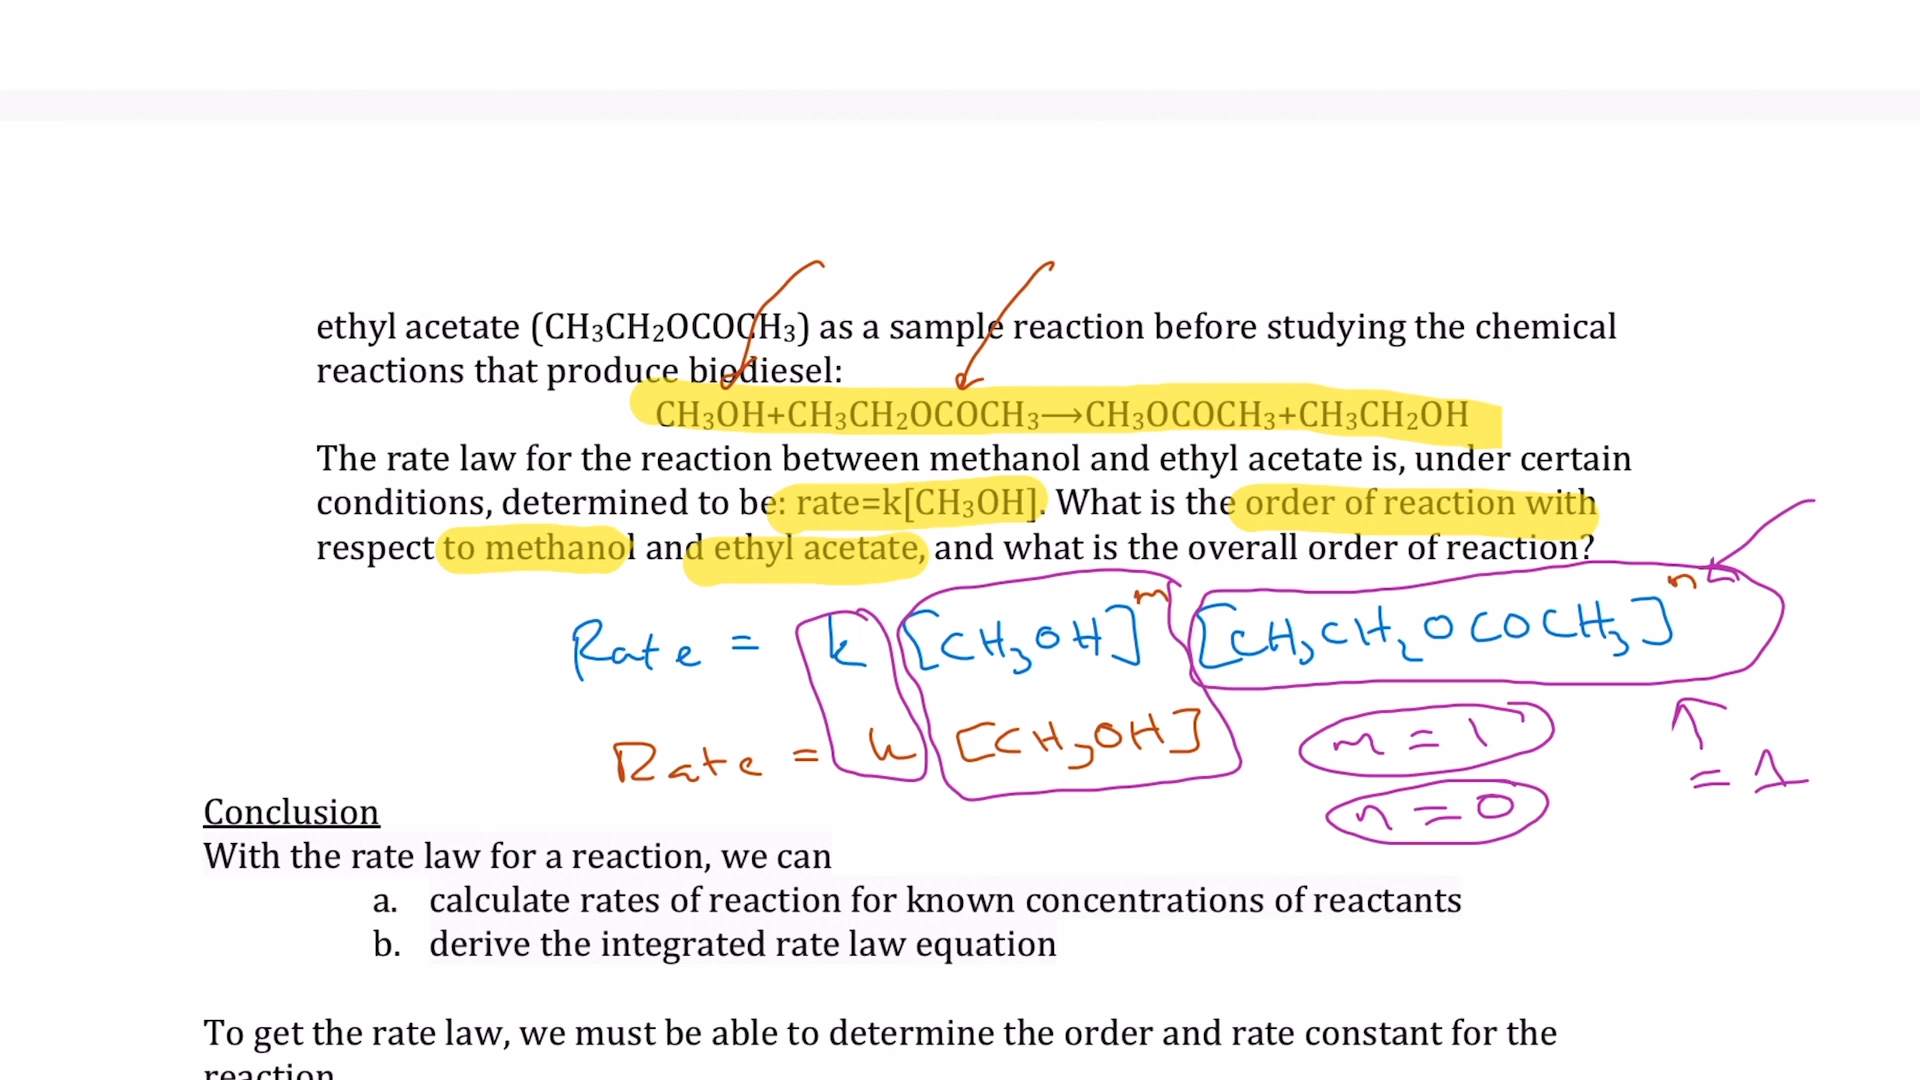 ethyl acetate (CH₃CH₂OCOCH₃) as a sample reaction before studying the chemical
reactions that produce biodiesel:
CH₃OH+CH₃CH₂OCOCH₃⟶CH₃OCOCH₃+CH₃CH₂OH
The rate law for the reaction between methanol and ethyl acetate is, under certain
conditions, determined to be: rate=k[CH₃OH]. What is the order of reaction with
respect to methanol and ethyl acetate, and what is the overall order of reaction?
Rate = k [CH₃OH]ᵐ [CH₃CH₂OCOCH₃]ⁿ
Rate = k [CH₃OH] m = 1
= 1
n = 0
Conclusion
With the rate law for a reaction, we can
a. calculate rates of reaction for known concentrations of reactants
b. derive the integrated rate law equation
To get the rate law, we must be able to determine the order and rate constant for the
reaction